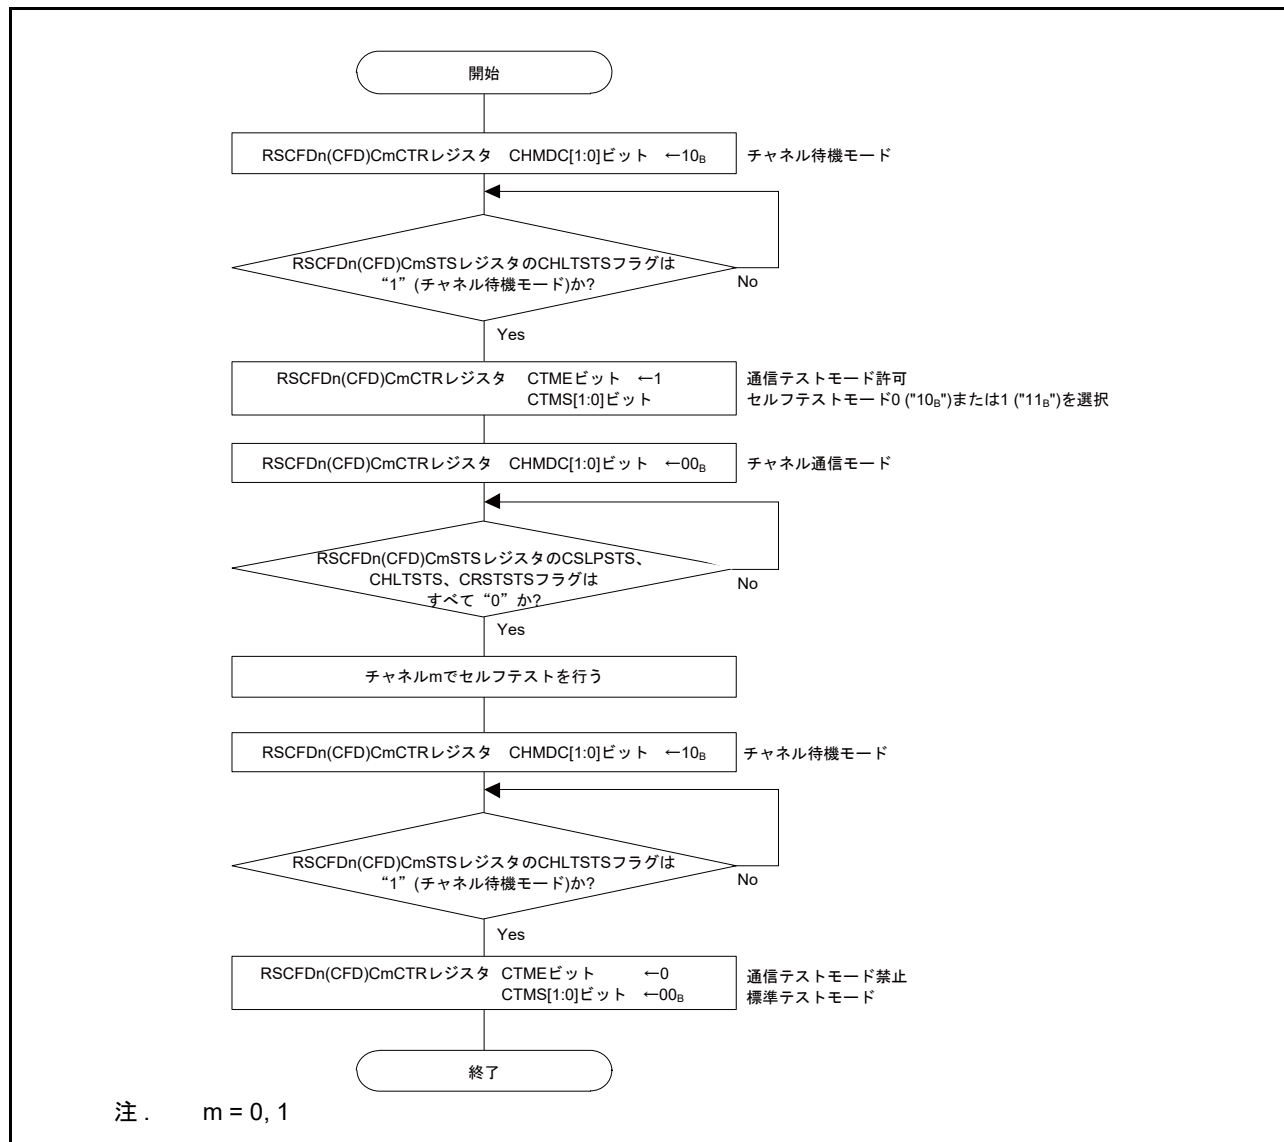 開始
RSCFDn(CFD)CmCTRレジスタ CHMDC[1:0]ビット ←10B チャネル待機モード
RSCFDn(CFD)CmSTSレジスタのCHLTSTSフラグは
“1”(チャネル待機モード)か?
No
Yes
RSCFDn(CFD)CmCTRレジスタ CTMEビット ←1 通信テストモード許可
CTMS[1:0]ビット セルフテストモード0 ("10B")または1 ("11B")を選択
RSCFDn(CFD)CmCTRレジスタ CHMDC[1:0]ビット ←00B チャネル通信モード
RSCFDn(CFD)CmSTSレジスタのCSLPSTS、
CHLTSTS、CRSTSTSフラグは
すべて“0”か?
No
Yes
チャネルmでセルフテストを行う
RSCFDn(CFD)CmCTRレジスタ CHMDC[1:0]ビット ←10B チャネル待機モード
RSCFDn(CFD)CmSTSレジスタのCHLTSTSフラグは
“1”(チャネル待機モード)か?
No
Yes
RSCFDn(CFD)CmCTRレジスタ CTMEビット ←0 通信テストモード禁止
CTMS[1:0]ビット ←00B 標準テストモード
終了
注. m = 0, 1